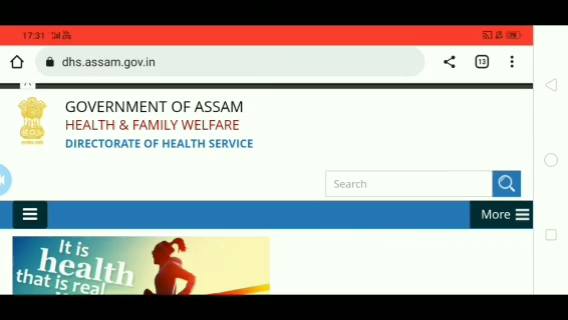 17:31
dhs.assam.gov.in
13
GOVERNMENT OF ASSAM
HEALTH & FAMILY WELFARE
DIRECTORATE OF HEALTH SERVICE
Search
More
It is
health
that is real